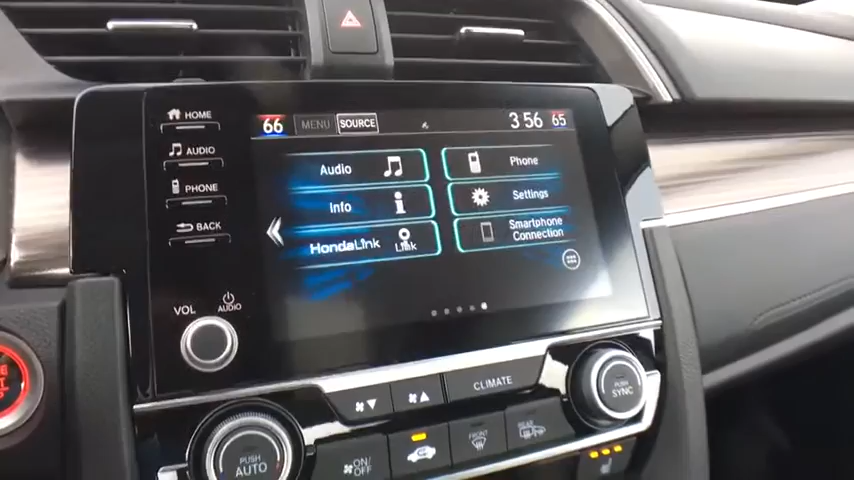 HOME
AUDIO
PHONE
BACK
VOL
AUDIO
66
MENU
SOURCE
3:56
65
Audio
Phone
Info
Settings
HondaLink
Link
Smartphone
Connection
CLIMATE
PUSH
AUTO
ON/
OFF
FRONT
REAR
PUSH
SYNC